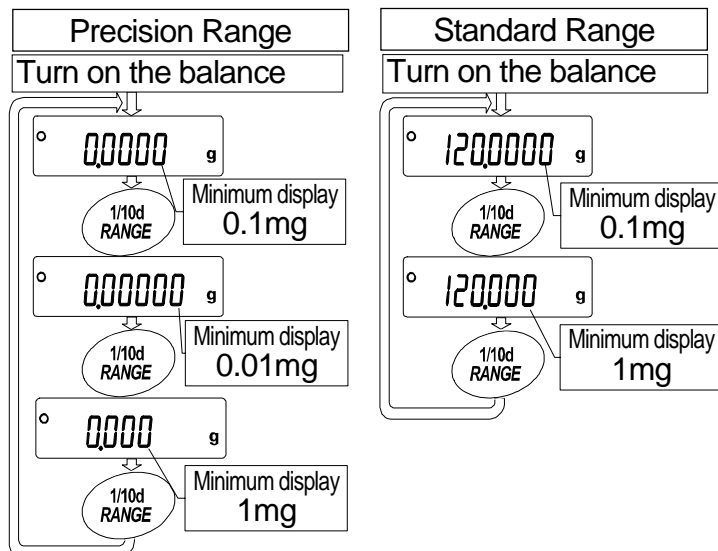 Precision Range
Turn on the balance
0.0000 g
Minimum display
0.1mg
1/10d
RANGE
0.00000 g
Minimum display
0.01mg
1/10d
RANGE
0.000 g
Minimum display
1mg
1/10d
RANGE
Standard Range
Turn on the balance
120.0000 g
Minimum display
0.1mg
1/10d
RANGE
120.000 g
Minimum display
1mg
1/10d
RANGE